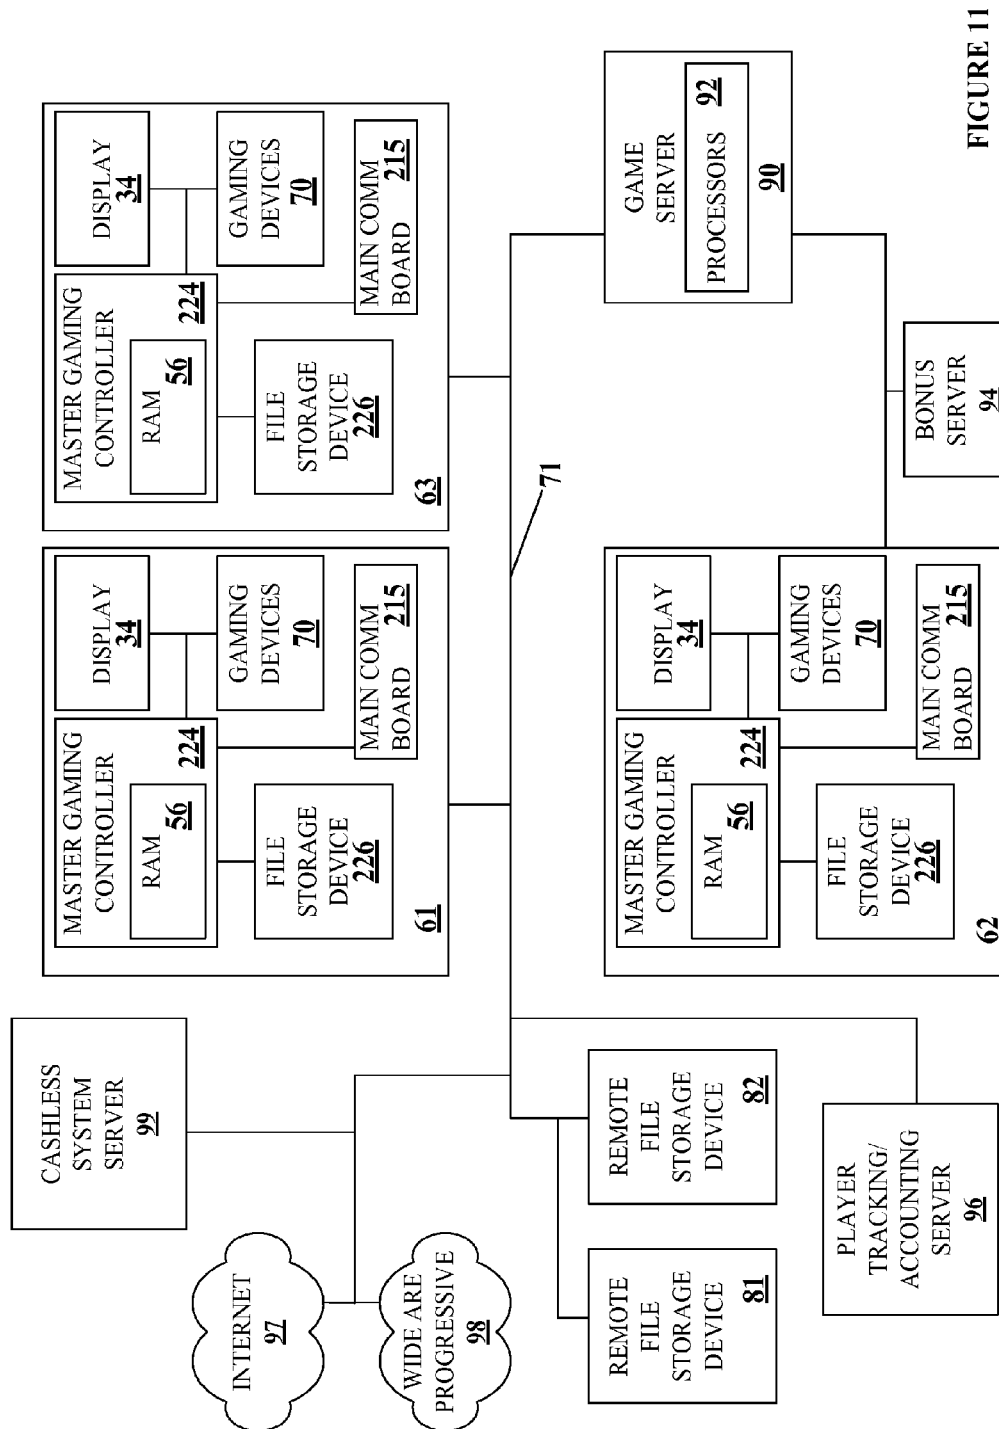 CASHLESS
SYSTEM
SERVER
99
INTERNET
97
WIDE ARE
PROGRESSIVE
98
REMOTE
FILE
STORAGE
DEVICE
81
REMOTE
FILE
STORAGE
DEVICE
82
PLAYER
TRACKING/
ACCOUNTING
SERVER
96
MASTER GAMING
CONTROLLER
224
RAM
56
FILE
STORAGE
DEVICE
226
DISPLAY
34
GAMING
DEVICES
70
MAIN COMM
BOARD
215
61
MASTER GAMING
CONTROLLER
224
RAM
56
FILE
STORAGE
DEVICE
226
DISPLAY
34
GAMING
DEVICES
70
MAIN COMM
BOARD
215
63
71
MASTER GAMING
CONTROLLER
224
RAM
56
FILE
STORAGE
DEVICE
226
DISPLAY
34
GAMING
DEVICES
70
MAIN COMM
BOARD
215
62
GAME
SERVER
PROCESSORS
92
90
BONUS
SERVER
94
FIGURE 11